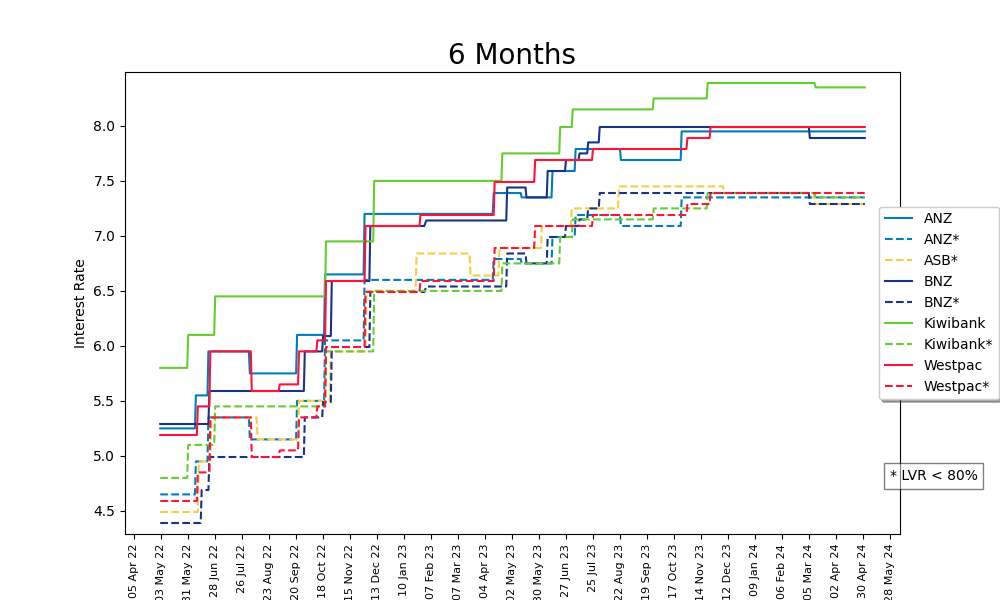 6 Months
Interest Rate
8.0
7.5
7.0
6.5
6.0
5.5
5.0
4.5
05 Apr 22
03 May 22
31 May 22
28 Jun 22
26 Jul 22
23 Aug 22
20 Sep 22
18 Oct 22
15 Nov 22
13 Dec 22
10 Jan 23
07 Feb 23
07 Mar 23
04 Apr 23
02 May 23
30 May 23
27 Jun 23
25 Jul 23
22 Aug 23
19 Sep 23
17 Oct 23
14 Nov 23
12 Dec 23
09 Jan 24
06 Feb 24
05 Mar 24
02 Apr 24
30 Apr 24
28 May 24
ANZ
ANZ*
ASB*
BNZ
BNZ*
Kiwibank
Kiwibank*
Westpac
Westpac*
* LVR < 80%